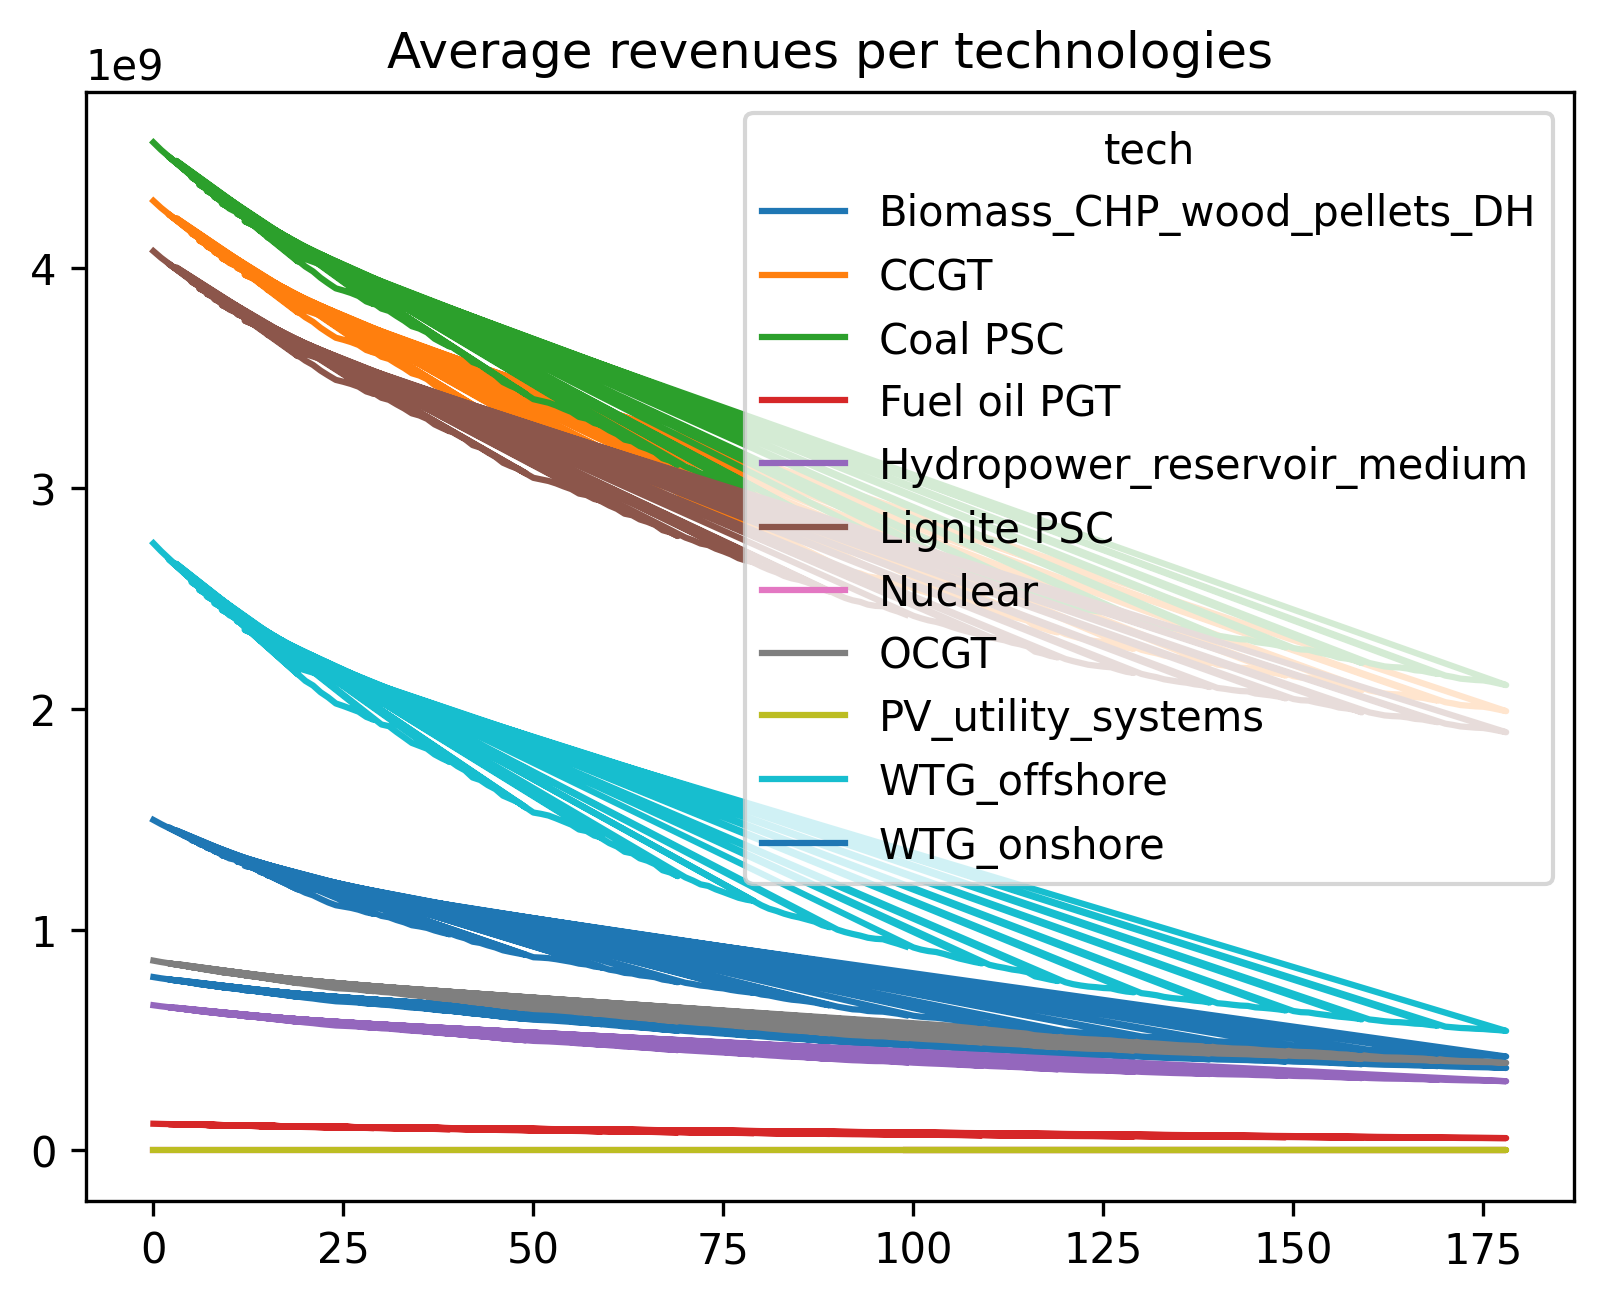 Average revenues per technologies
1e9
tech
Biomass_CHP_wood_pellets_DH
CCGT
Coal PSC
Fuel oil PGT
Hydropower_reservoir_medium
Lignite PSC
Nuclear
OCGT
PV_utility_systems
WTG_offshore
WTG_onshore
4
3
2
1
0
0 25 50 75 100 125 150 175